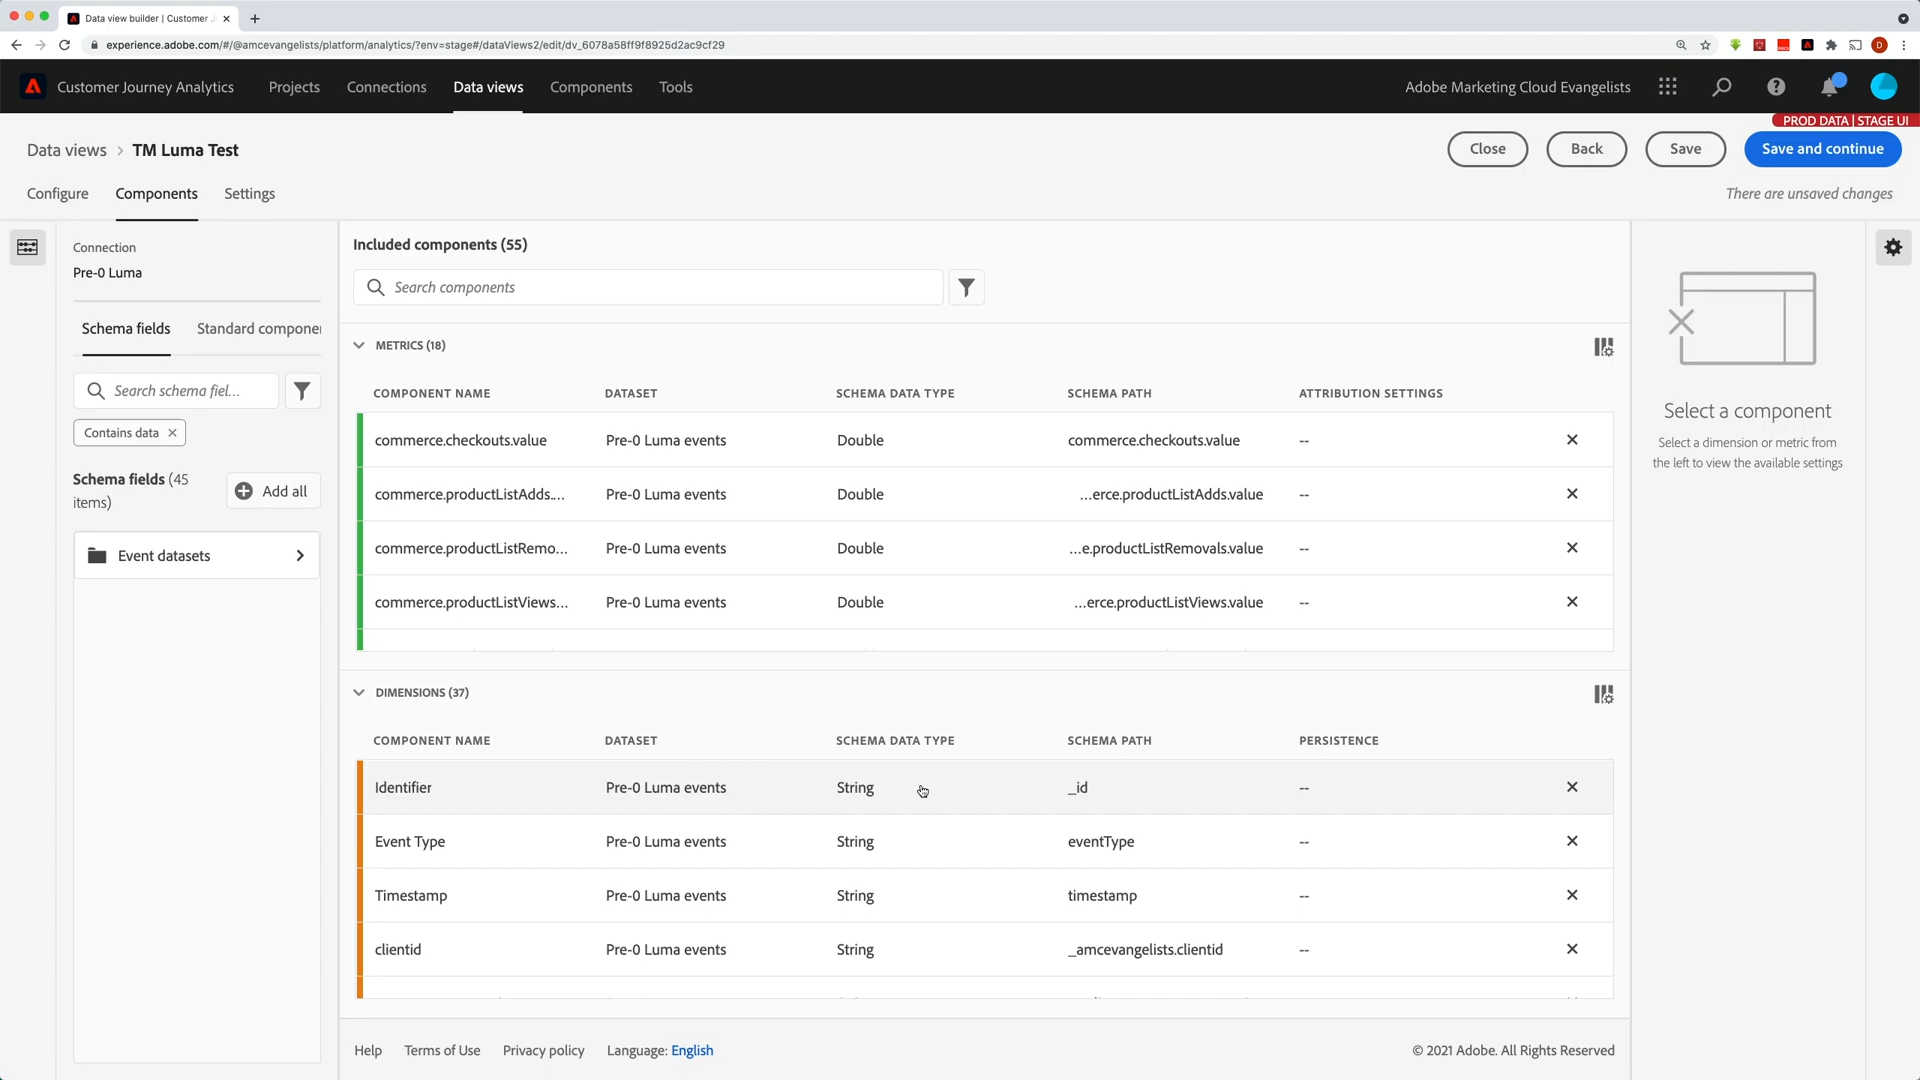 Data view builder | Customer J
experience.adobe.com/#/@amcevangelists/platform/analytics/?env=stage#/dataViews2/edit/dv_6078a58ff9f8925d2ac9cf29
Customer Journey Analytics
Projects
Connections
Data views
Components
Tools
Adobe Marketing Cloud Evangelists
PROD DATA | STAGE UI
Data views > TM Luma Test
Close
Back
Save
Save and continue
Configure
Components
Settings
There are unsaved changes
Connection
Pre-0 Luma
Schema fields
Standard componen
Search schema fiel...
Contains data
Schema fields (45
items)
Add all
Event datasets
Included components (55)
Search components
METRICS (18)
COMPONENT NAME DATASET SCHEMA DATA TYPE SCHEMA PATH ATTRIBUTION SETTINGS
commerce.checkouts.value Pre-0 Luma events Double commerce.checkouts.value --
commerce.productListAdds.... Pre-0 Luma events Double ...erce.productListAdds.value --
commerce.productListRemo... Pre-0 Luma events Double ...e.productListRemovals.value --
commerce.productListViews... Pre-0 Luma events Double ...erce.productListViews.value --
DIMENSIONS (37)
COMPONENT NAME DATASET SCHEMA DATA TYPE SCHEMA PATH PERSISTENCE
Identifier Pre-0 Luma events String _id --
Event Type Pre-0 Luma events String eventType --
Timestamp Pre-0 Luma events String timestamp --
clientid Pre-0 Luma events String _amcevangelists.clientid --
Select a component
Select a dimension or metric from
the left to view the available settings
Help
Terms of Use
Privacy policy
Language: English
© 2021 Adobe. All Rights Reserved